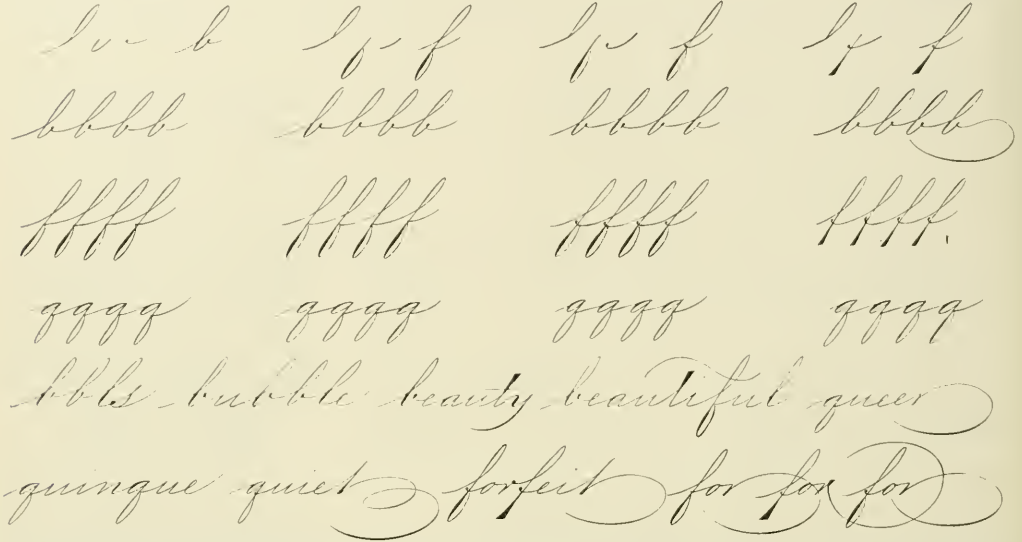 b f f f
bbbb bbbb bbbb bbbb
ffff ffff ffff ffff
qqqq qqqq qqqq qqqq
bbls bubble beauty beautiful queer
quinque quiet forfeit for for for